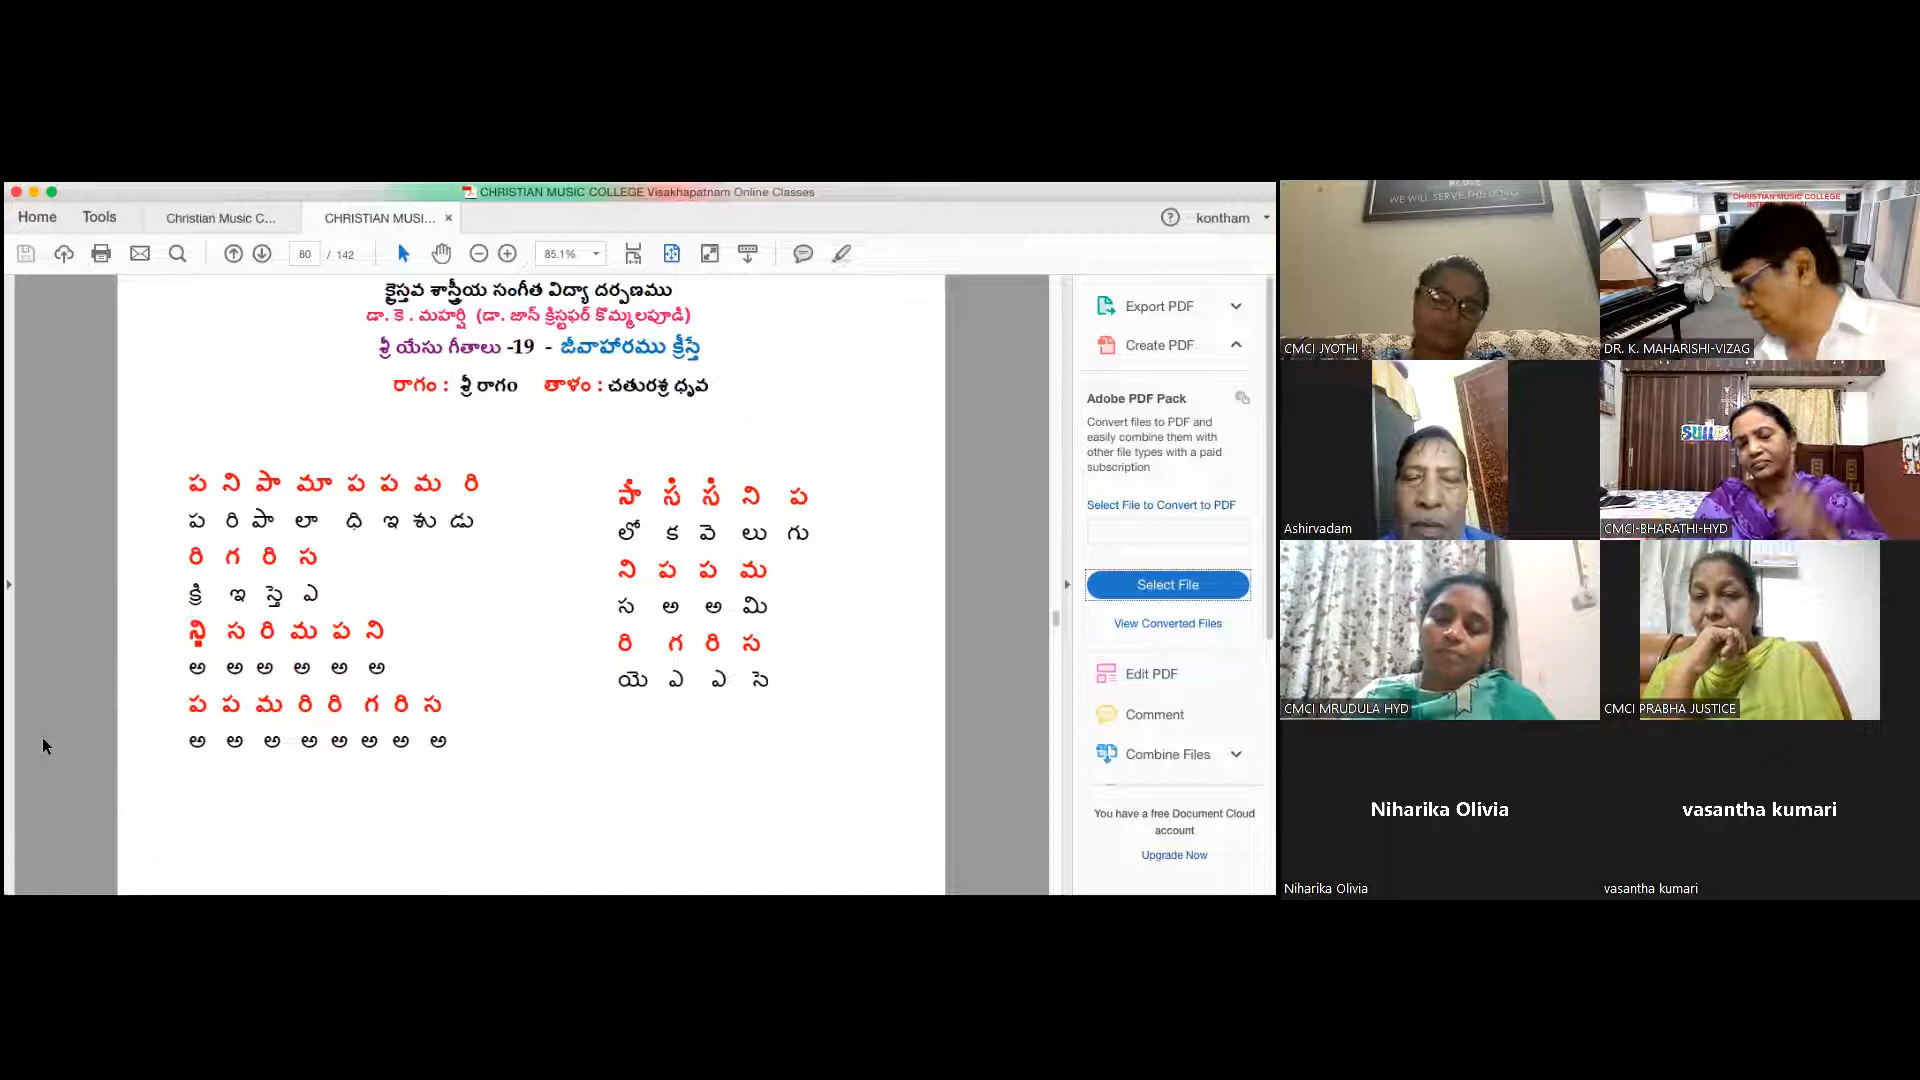 CHRISTIAN MUSIC COLLEGE Visakhapatnam Online Classes
Home Tools Christian Music C... CHRISTIAN MUSI... × kontham
80 / 142 85.1%
క్రైస్తవ శాస్త్రీయ సంగీత విద్యా దర్పణము
డా. కె . మహర్షి (డా. జాన్ క్రిస్టఫర్ కొమ్మలపూడి)
శ్రీ యేసు గీతాలు -19 - జీవాహారము క్రీస్తే
రాగం : శ్రీ రాగం తాళం : చతురశ్ర ధృవ
ప ని పా మా ప ప మ రి
ప రి పా లా ధి ఇ శు డు
రి గ రి స
క్రి ఇ స్తె ఎ
ని స రి మ ప ని
అ అ అ అ అ అ
ప ప మ రి రి గ రి స
అ అ అ అ అ అ అ అ
సా స స ని ప
లో క వె లు గు
ని ప ప మ
స అ అ మి
రి గ రి స
యె ఎ ఎ సె
Export PDF
Create PDF
Adobe PDF Pack
Convert files to PDF and
easily combine them with
other file types with a paid
subscription
Select File to Convert to PDF
Select File
View Converted Files
Edit PDF
Comment
Combine Files
You have a free Document Cloud
account
Upgrade Now
WE WILL SERVE THE
CMCI JYOTHI
CHRISTIAN MUSIC COLLEGE
DR. K. MAHARISHI-VIZAG
Ashirvadam
CMCI-BHARATHI-HYD
CMCI MRUDULA HYD
CMCI PRABHA JUSTICE
Niharika Olivia
vasantha kumari
Niharika Olivia
vasantha kumari